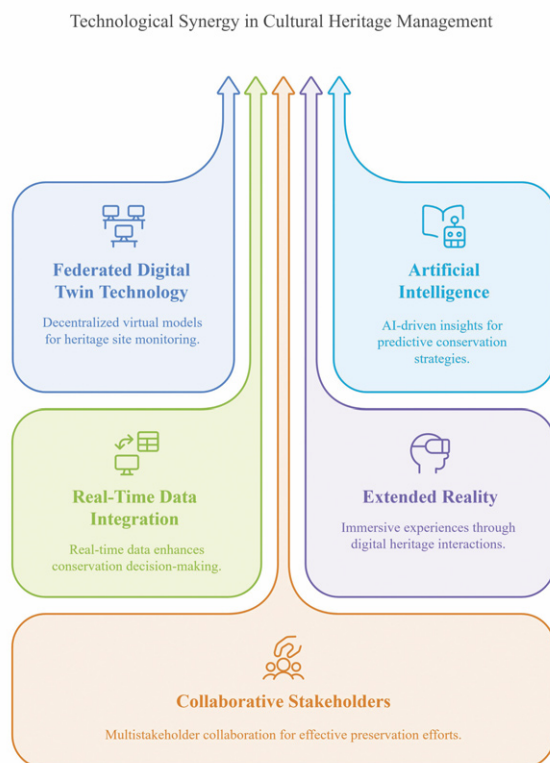 Technological Synergy in Cultural Heritage Management
Federated Digital
Twin Technology
Decentralized virtual models
for heritage site monitoring.
Artificial
Intelligence
AI-driven insights for
predictive conservation
strategies.
Real-Time Data
Integration
Real-time data enhances
conservation decision-making.
Extended Reality
Immersive experiences through
digital heritage interactions.
Collaborative Stakeholders
Multistakeholder collaboration for effective preservation efforts.